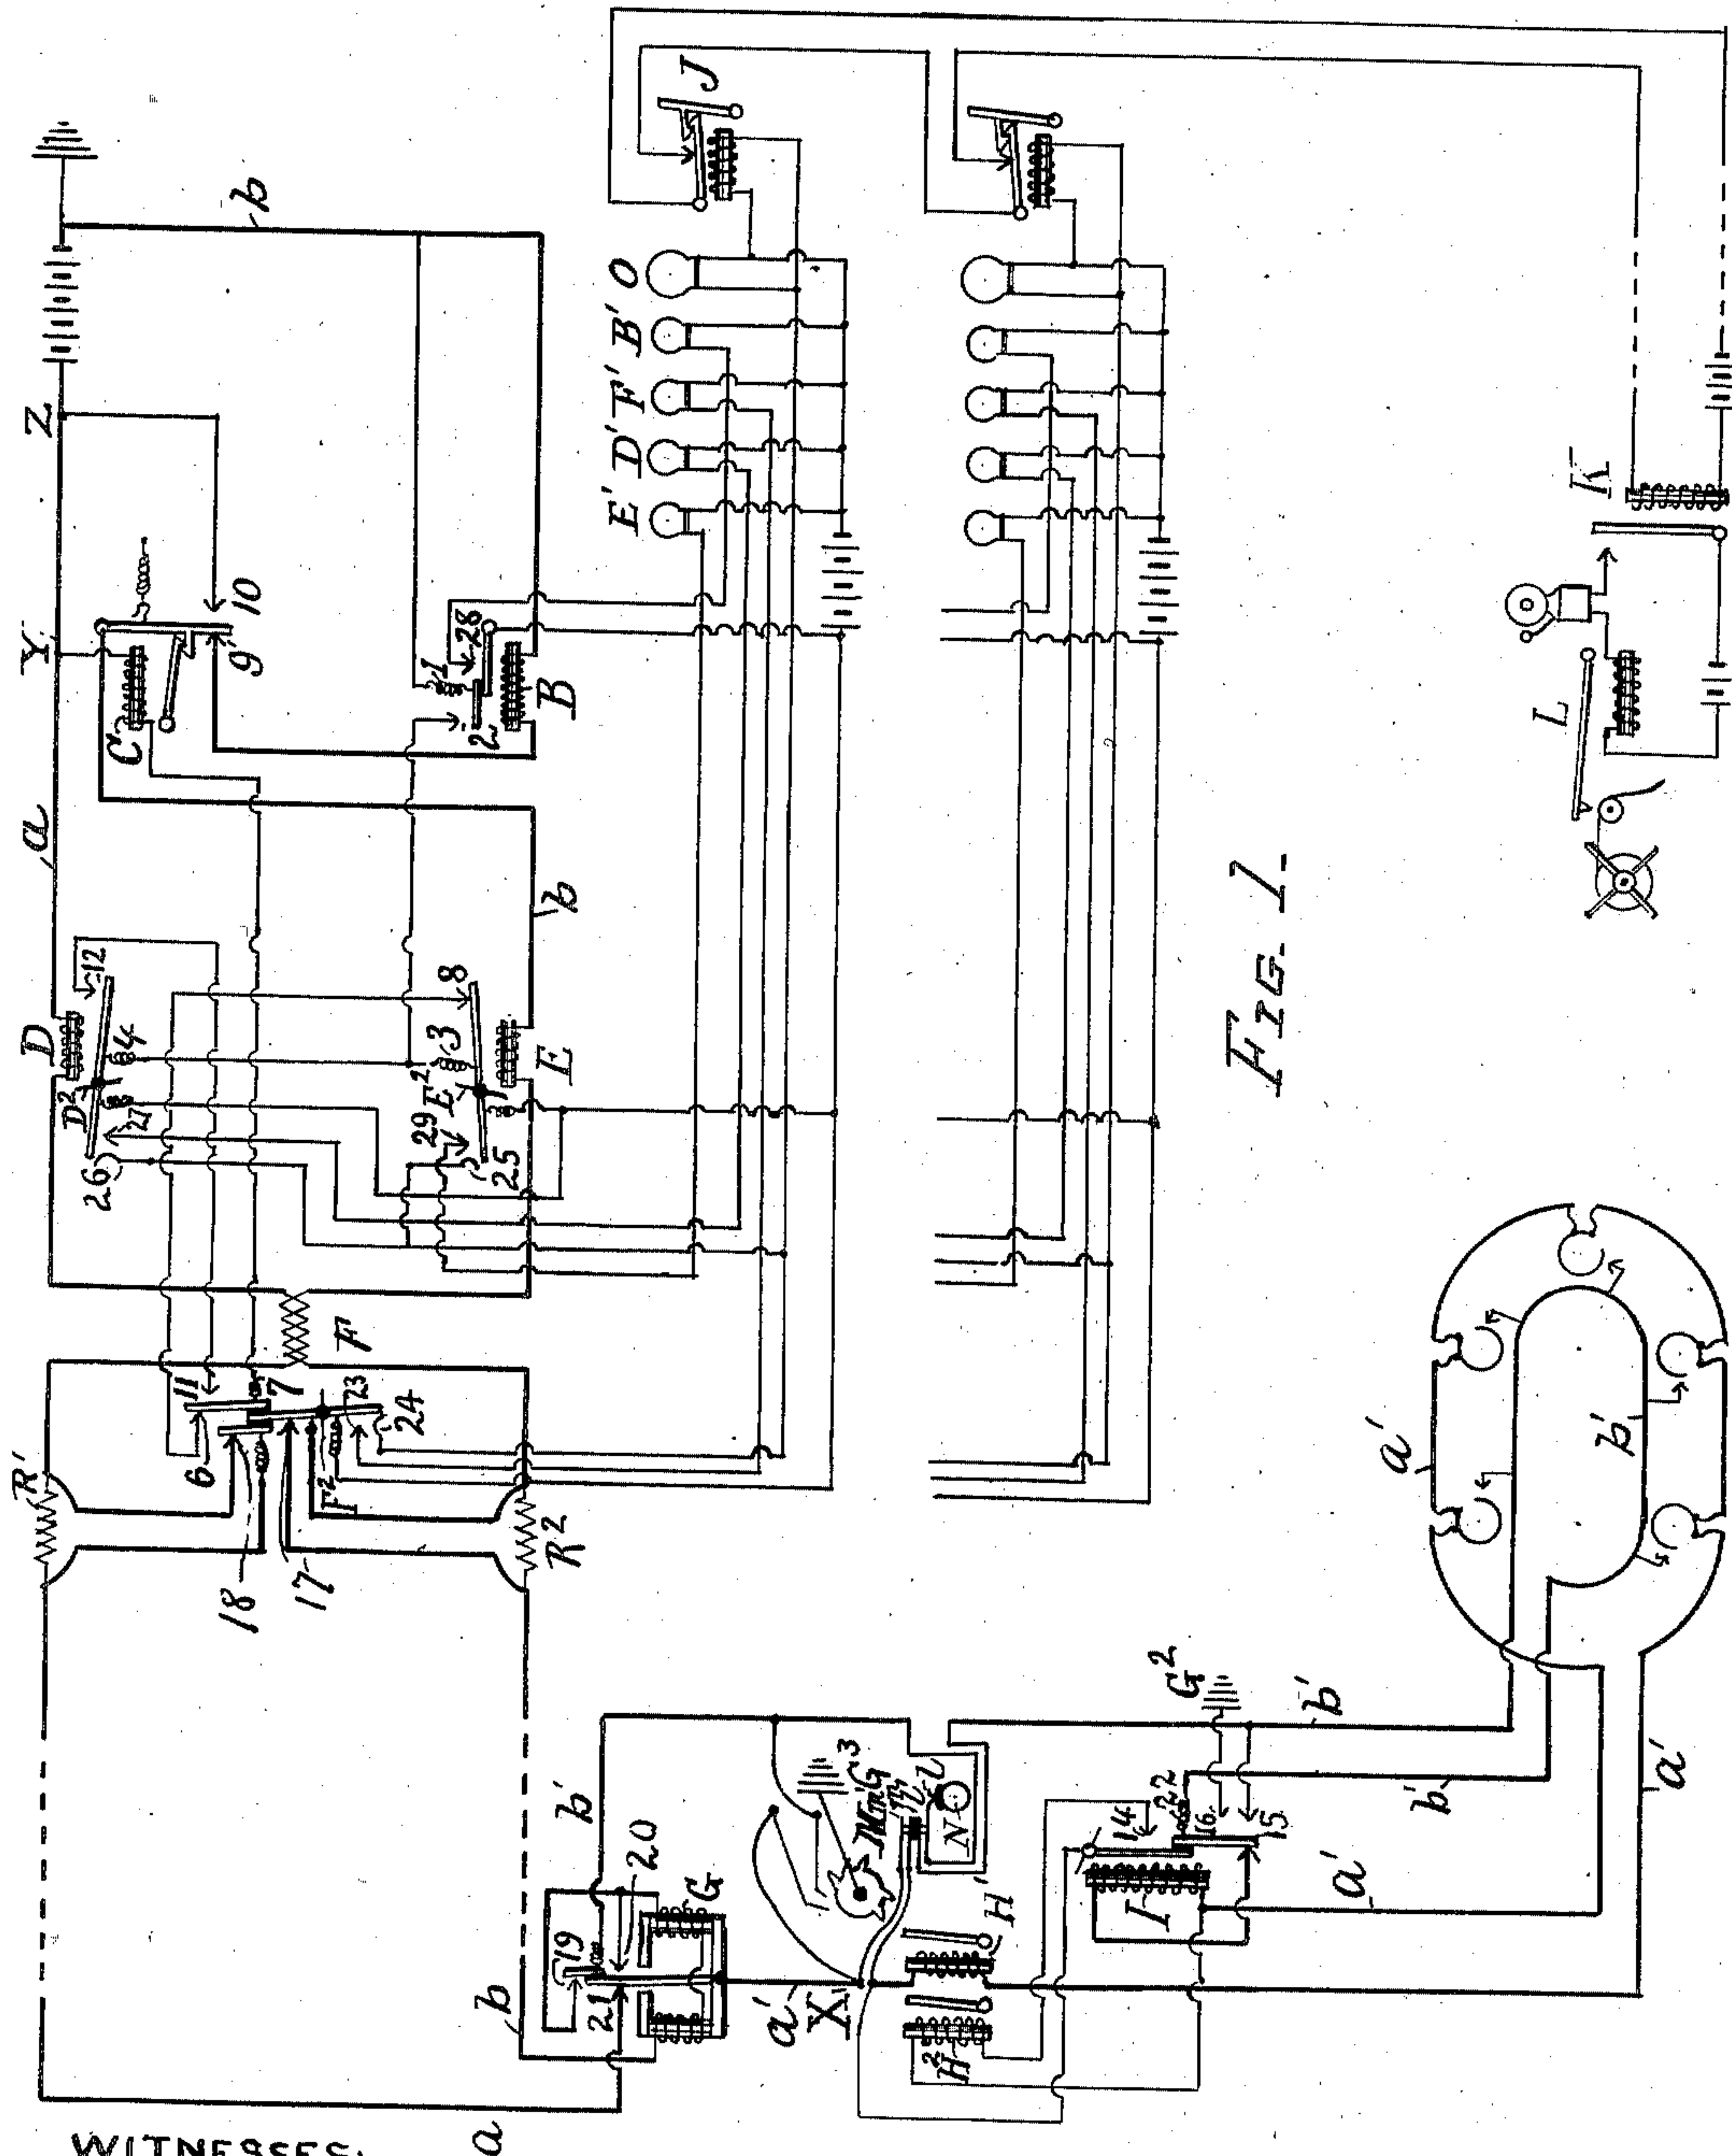 R'
R²
F
F²
6
11
7
18
17
23
24
D
D²
12
4
27
26
E
E²
3
8
29
25
a
b
b
C
Y
Z
9
10
1
2
28
B
b
E' D' F' B' O
J
K
L
FIG. 1.
a
b
19
21
20
G
b'
a'
X
G³
M
m'
N
l
H'
H²
I
14
22
16
15
G²
b'
b'
a'
a'
a'
b'
WITNESSES: